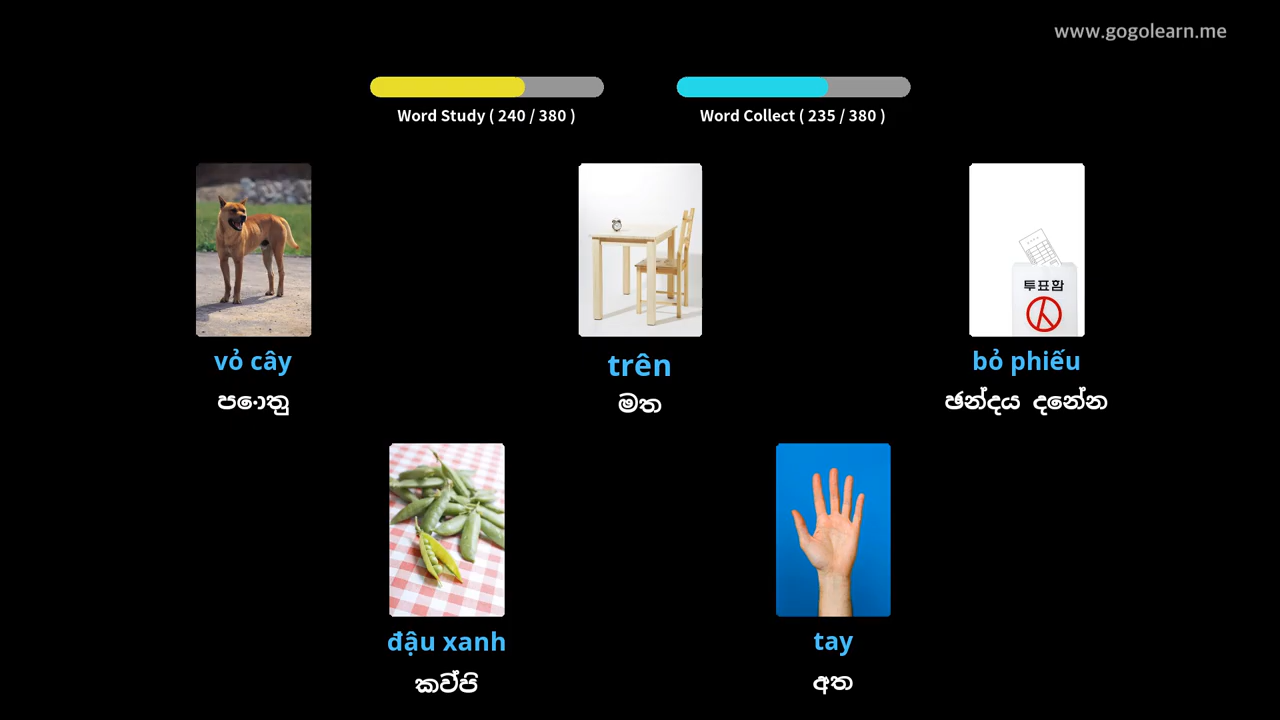 www.gogolearn.me
Word Study ( 240 / 380 )
Word Collect ( 235 / 380 )
vỏ cây
පොතු
trên
මත
투표함
bỏ phiếu
ඡන්දය දෙන්න
đậu xanh
කව්පි
tay
අත